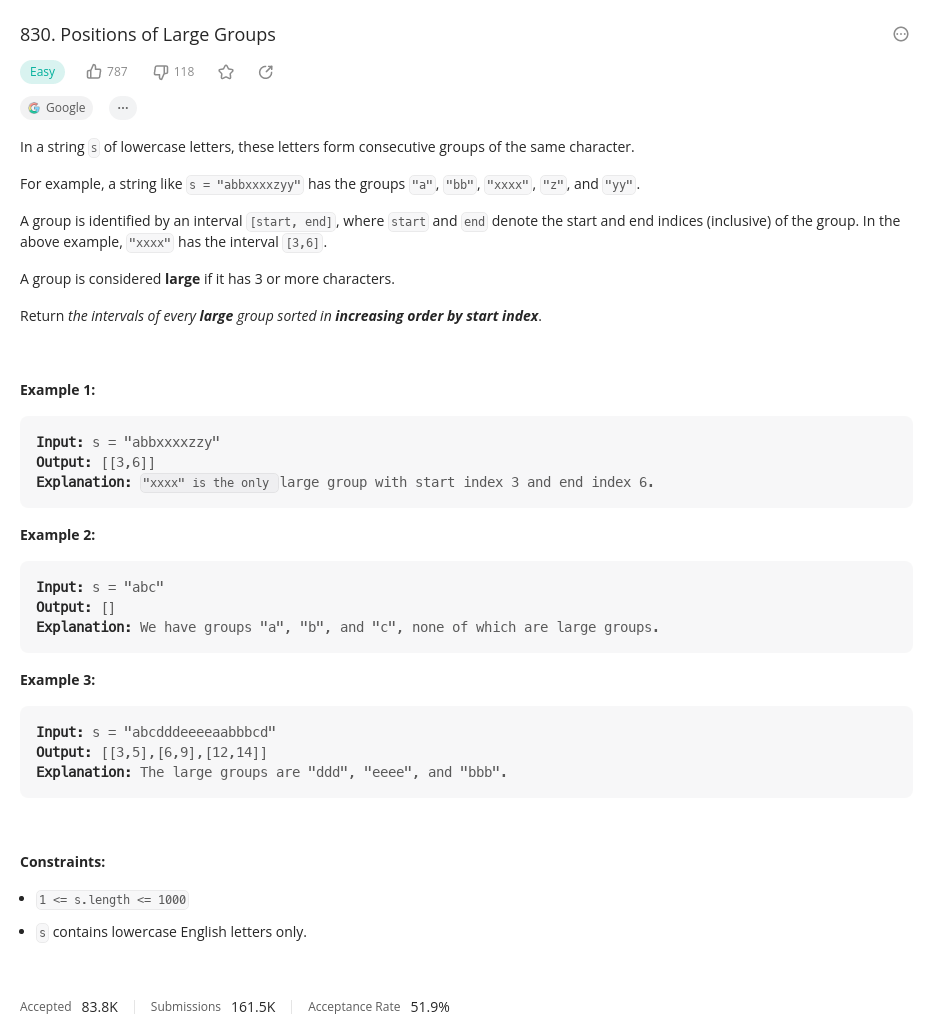 830. Positions of Large Groups
Easy 787 118
Google ...
In a string s of lowercase letters, these letters form consecutive groups of the same character.
For example, a string like s = "abbxxxxzyy" has the groups "a", "bb", "xxxx", "z", and "yy".
A group is identified by an interval [start, end], where start and end denote the start and end indices (inclusive) of the group. In the
above example, "xxxx" has the interval [3,6].
A group is considered large if it has 3 or more characters.
Return the intervals of every large group sorted in increasing order by start index.
Example 1:
Input: s = "abbxxxxzzy"
Output: [[3,6]]
Explanation: "xxxx" is the only large group with start index 3 and end index 6.
Example 2:
Input: s = "abc"
Output: []
Explanation: We have groups "a", "b", and "c", none of which are large groups.
Example 3:
Input: s = "abcdddeeeeaabbbcd"
Output: [[3,5],[6,9],[12,14]]
Explanation: The large groups are "ddd", "eeee", and "bbb".
Constraints:
• 1 <= s.length <= 1000
• s contains lowercase English letters only.
Accepted 83.8K Submissions 161.5K Acceptance Rate 51.9%